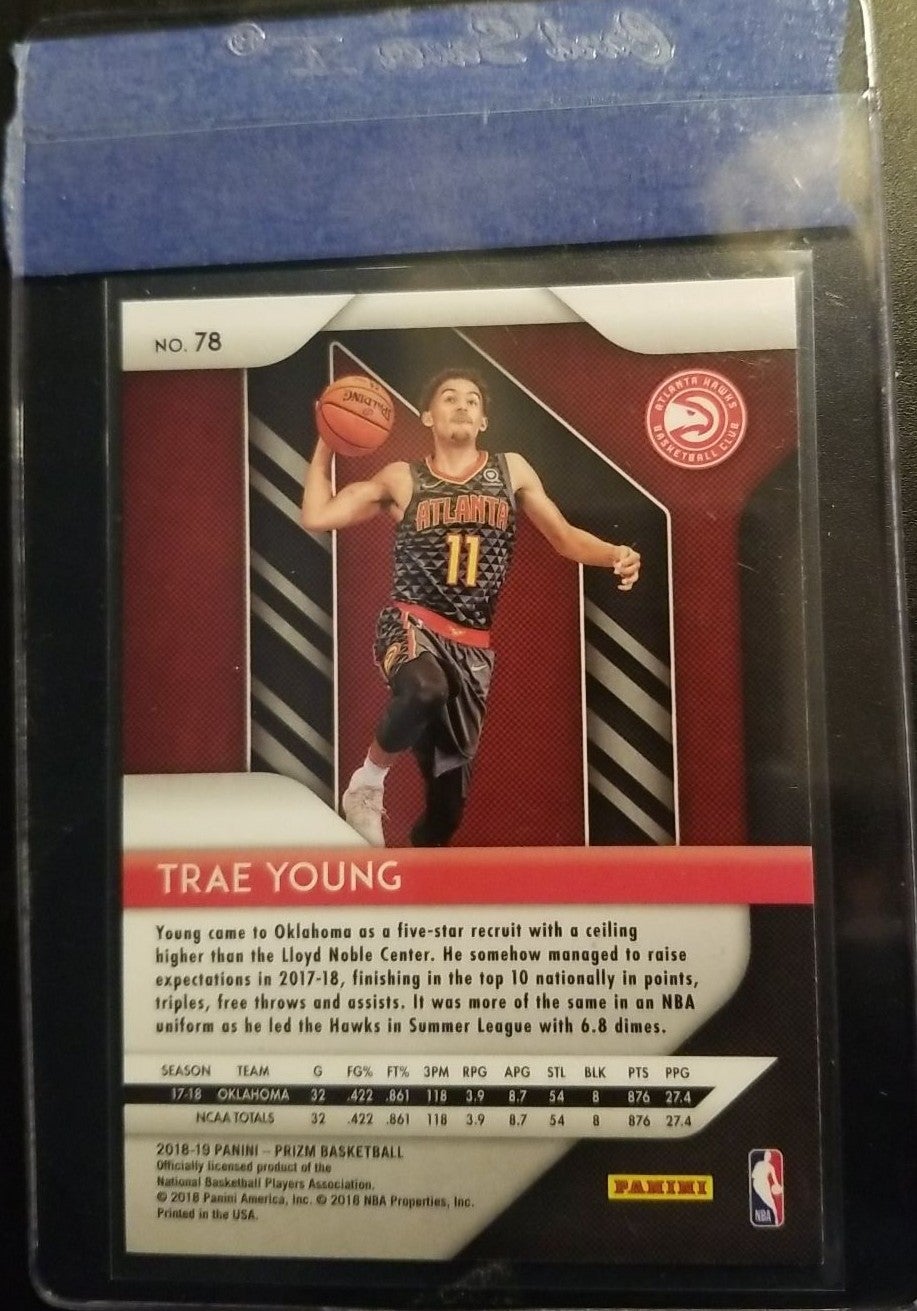 Card Saver I®
NO. 78
SPALDING
ATLANTA HAWKS
BASKETBALL CLUB
ATLANTA
11
TRAE YOUNG
Young came to Oklahoma as a five-star recruit with a ceiling
higher than the Lloyd Noble Center. He somehow managed to raise
expectations in 2017-18, finishing in the top 10 nationally in points,
triples, free throws and assists. It was more of the same in an NBA
uniform as he led the Hawks in Summer League with 6.8 dimes.
SEASON TEAM G FG% FT% 3PM RPG APG STL BLK PTS PPG
17-18 OKLAHOMA 32 .422 .861 118 3.9 8.7 54 8 876 27.4
NCAA TOTALS 32 .422 .861 118 3.9 8.7 54 8 876 27.4
2018-19 PANINI – PRIZM BASKETBALL
Officially licensed product of the
National Basketball Players Association.
© 2018 Panini America, Inc. © 2018 NBA Properties, Inc.
Printed in the USA.
PANINI
NBA